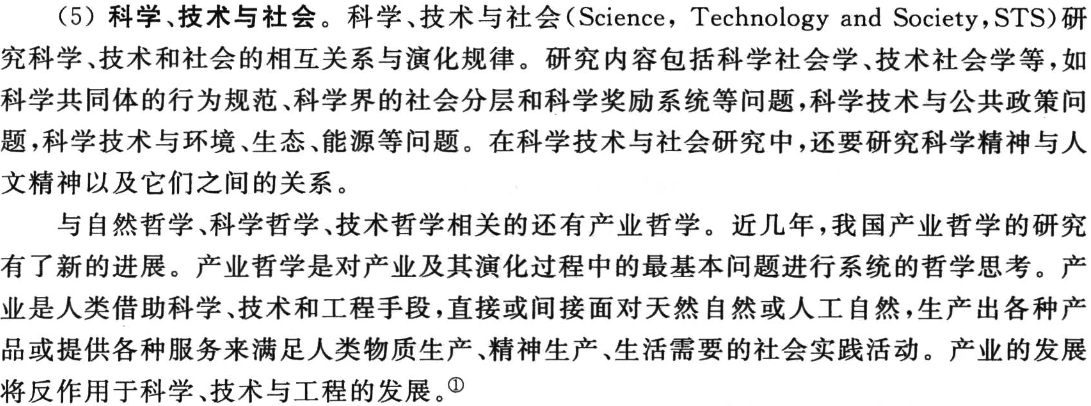 （5）科学、技术与社会。科学、技术与社会（Science, Technology and Society,STS）研
究科学、技术和社会的相互关系与演化规律。研究内容包括科学社会学、技术社会学等，如
科学共同体的行为规范、科学界的社会分层和科学奖励系统等问题，科学技术与公共政策问
题，科学技术与环境、生态、能源等问题。在科学技术与社会研究中，还要研究科学精神与人
文精神以及它们之间的关系。
与自然哲学、科学哲学、技术哲学相关的还有产业哲学。近几年，我国产业哲学的研究
有了新的进展。产业哲学是对产业及其演化过程中的最基本问题进行系统的哲学思考。产
业是人类借助科学、技术和工程手段，直接或间接面对天然自然或人工自然，生产出各种产
品或提供各种服务来满足人类物质生产、精神生产、生活需要的社会实践活动。产业的发展
将反作用于科学、技术与工程的发展。①